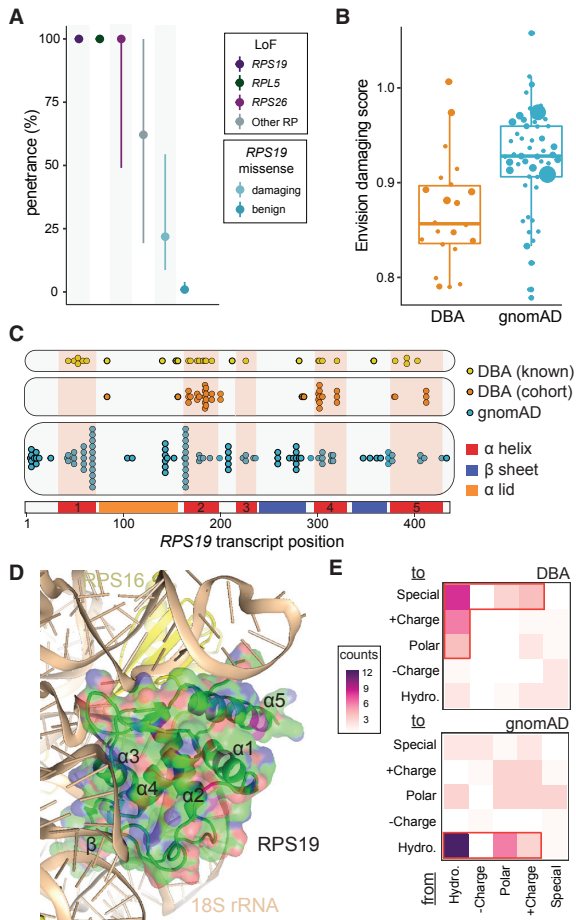 A
penetrance (%)
100
75
50
25
0
LoF
RPS19
RPL5
RPS26
Other RP
RPS19
missense
damaging
benign
B
Envision damaging score
1.0
0.9
0.8
DBA
gnomAD
C
DBA (known)
DBA (cohort)
gnomAD
α helix
β sheet
α lid
1 2 3 4 5
1 100 200 300 400
RPS19 transcript position
D
RPS16
α5
α3
α1
α4
α2
β
RPS19
18S rRNA
E
to
DBA
Special
+Charge
Polar
-Charge
Hydro.
counts
12
9
6
3
to
gnomAD
Special
+Charge
Polar
-Charge
Hydro.
from
Hydro.
-Charge
Polar
+Charge
Special